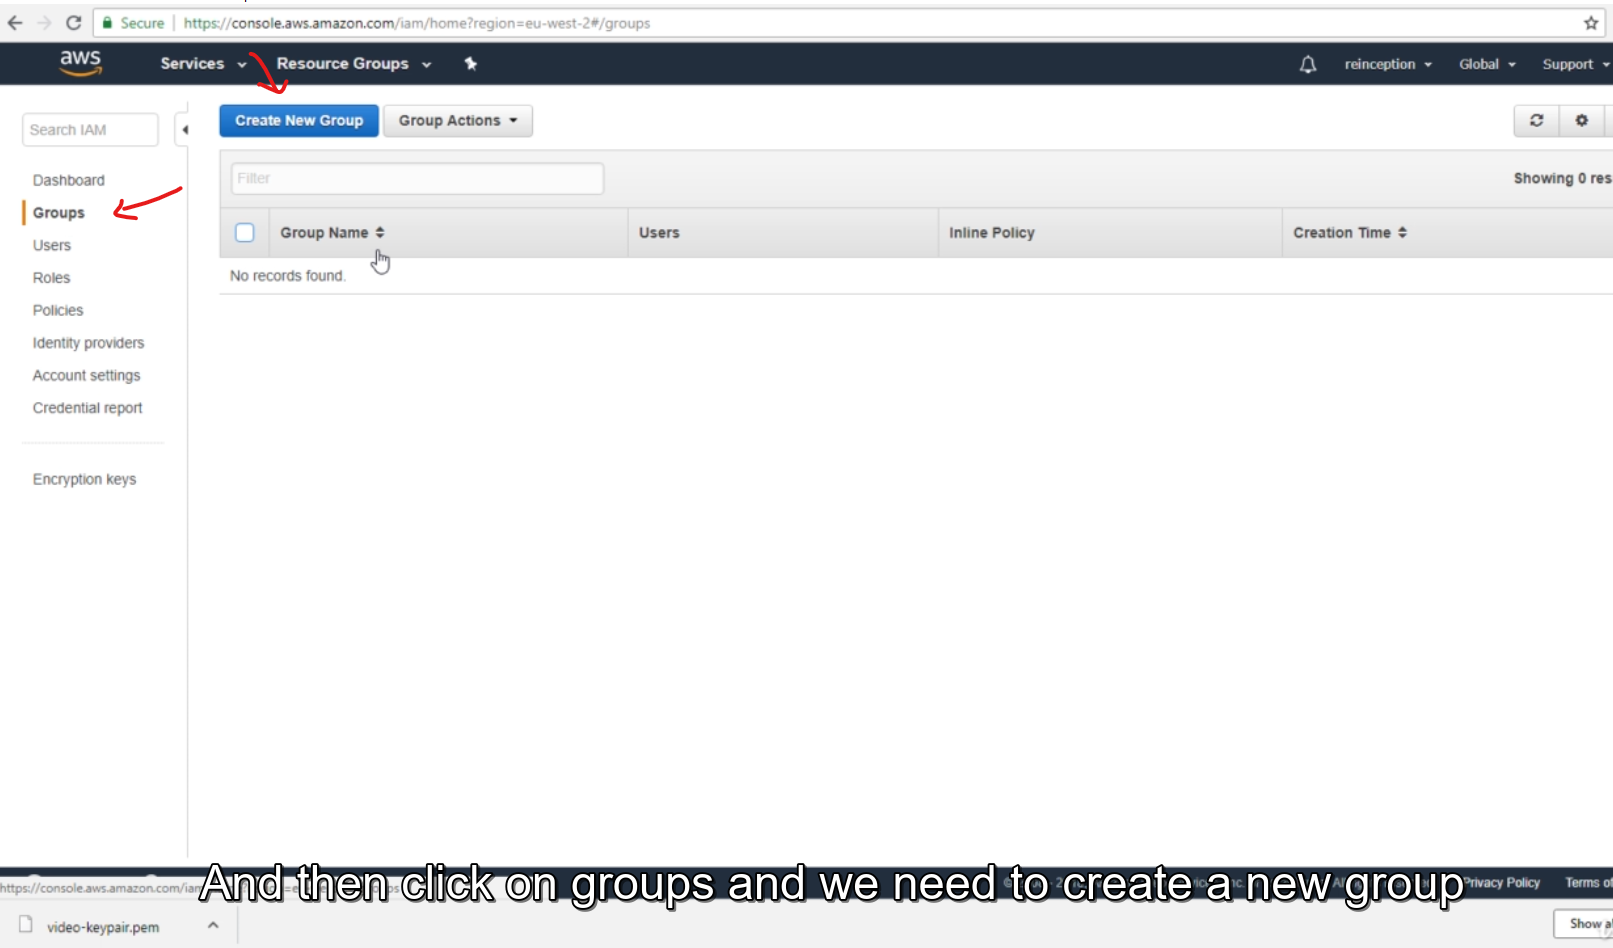 Secure https://console.aws.amazon.com/iam/home?region=eu-west-2#/groups
aws Services Resource Groups reinception Global Support
Search IAM
Create New Group Group Actions
Dashboard
Groups
Users
Roles
Policies
Identity providers
Account settings
Credential report
Encryption keys
Filter
Showing 0 res
Group Name Users Inline Policy Creation Time
No records found.
And then click on groups and we need to create a new group
https://console.aws.amazon.com/iam
Privacy Policy Terms of
video-keypair.pem
Show al